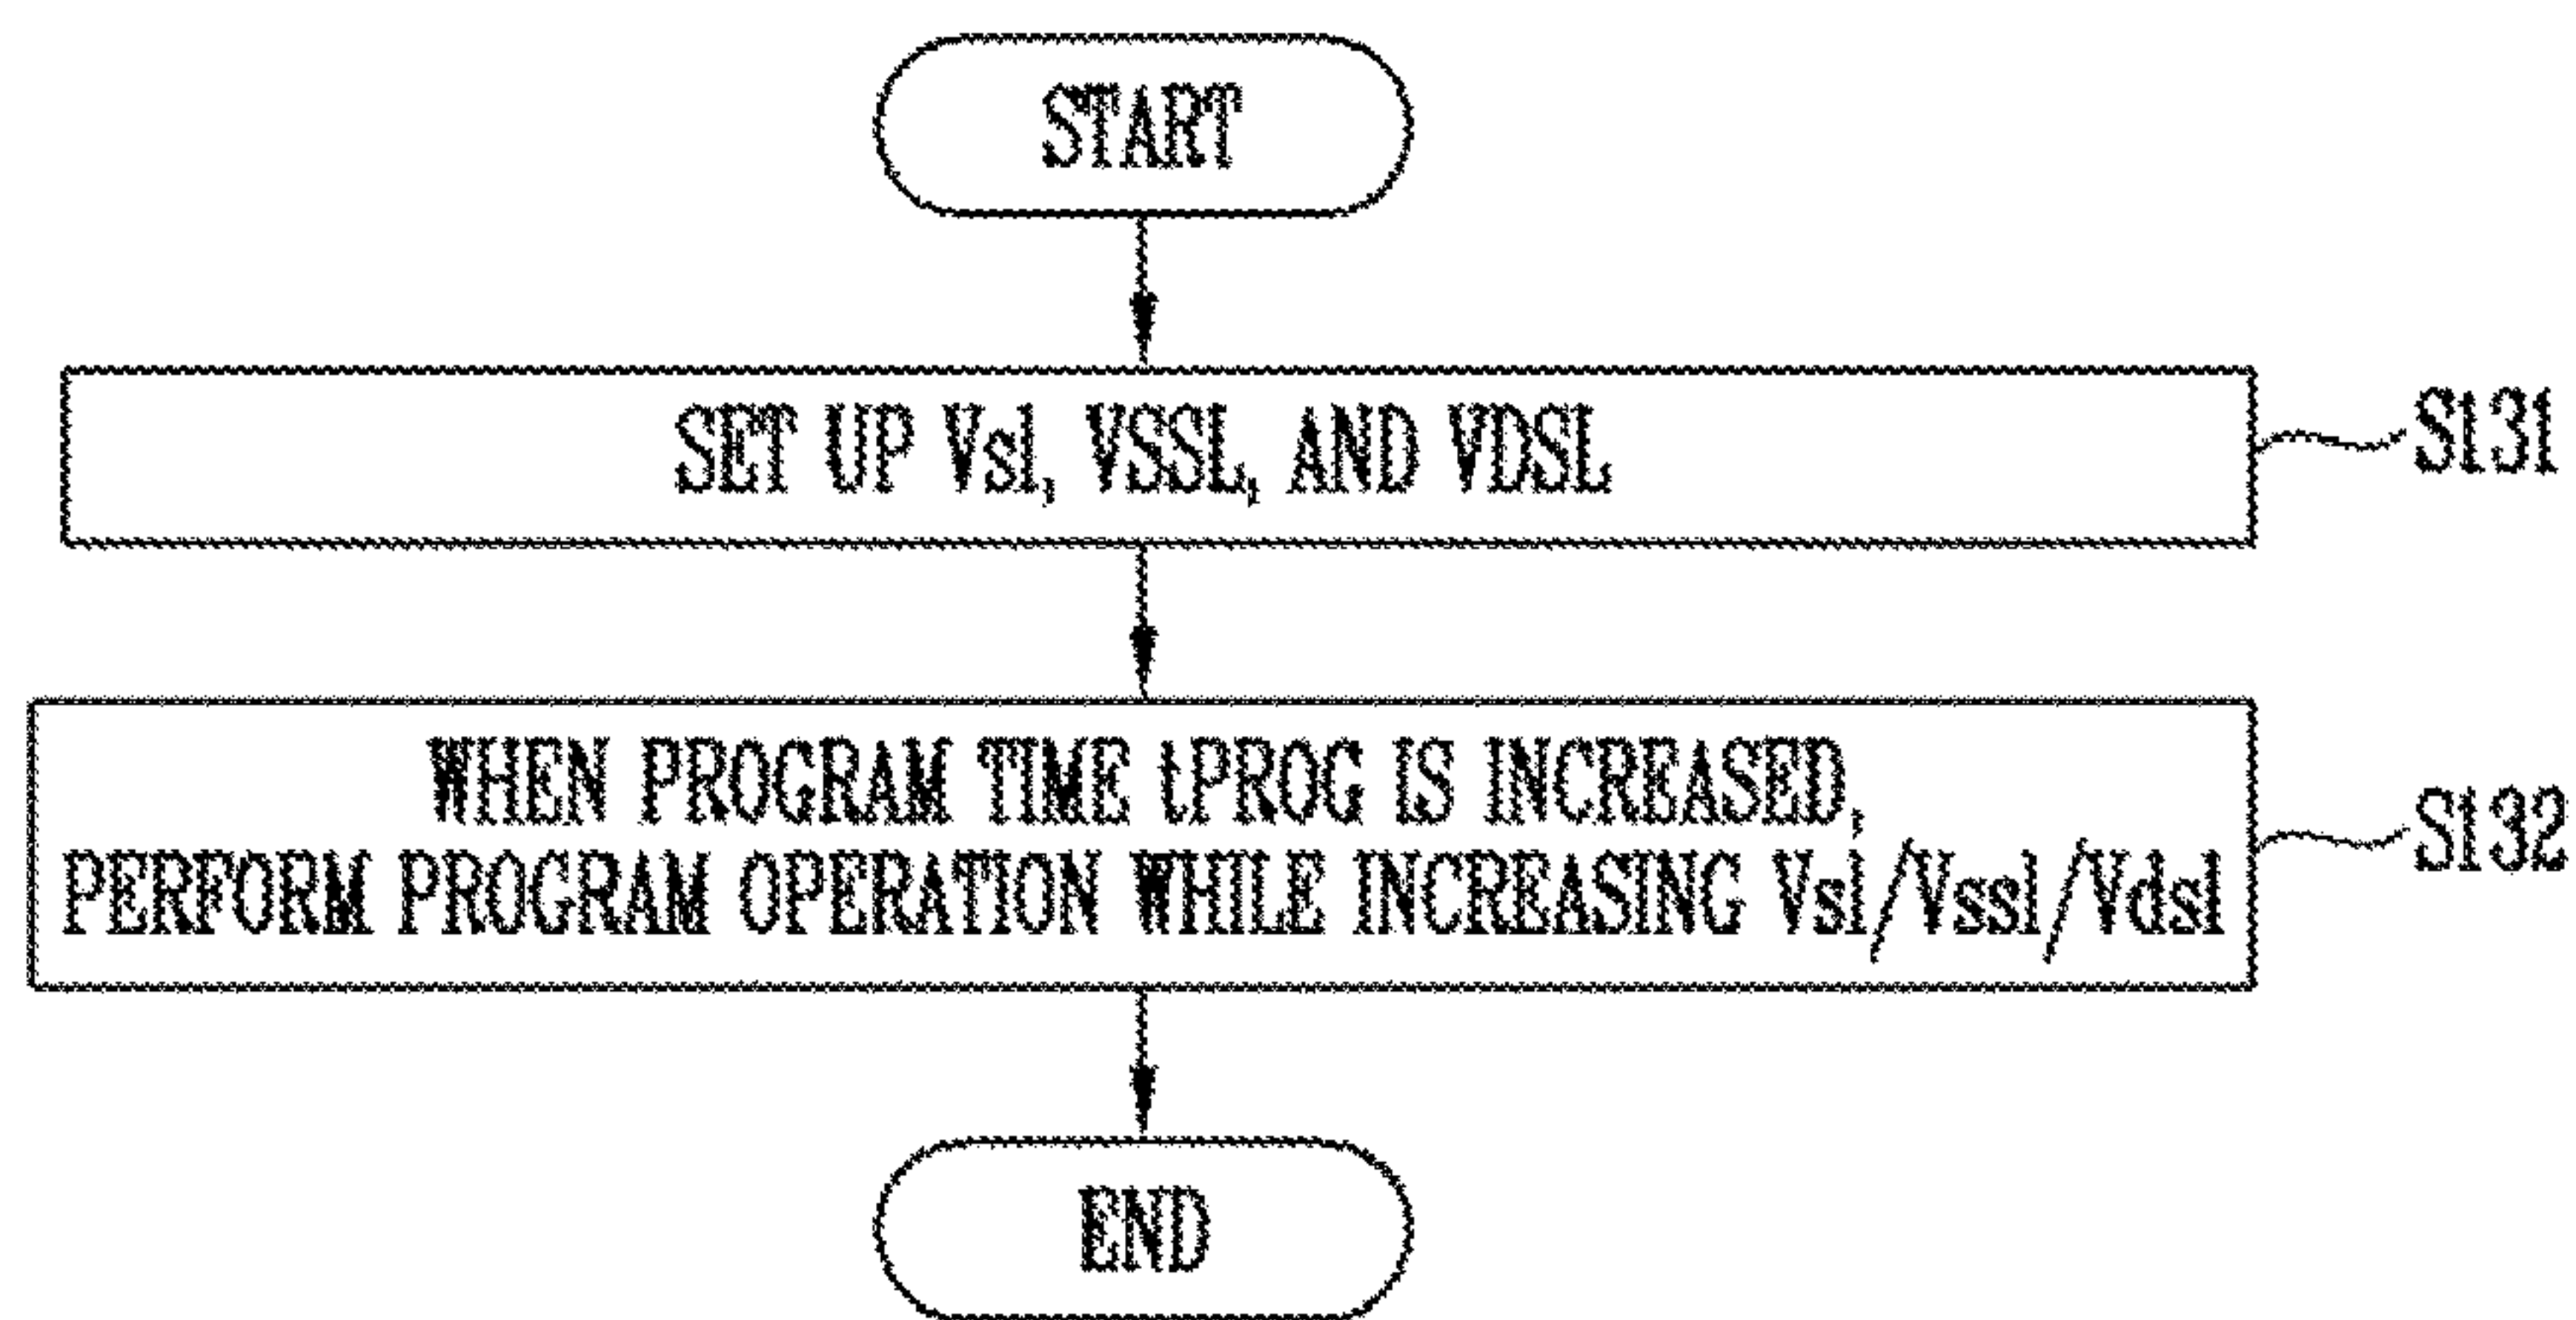 START
SET UP Vsl, VSSL, AND VDSL
S131
WHEN PROGRAM TIME tPROG IS INCREASED,
PERFORM PROGRAM OPERATION WHILE INCREASING Vsl/Vssl/Vdsl
S132
END